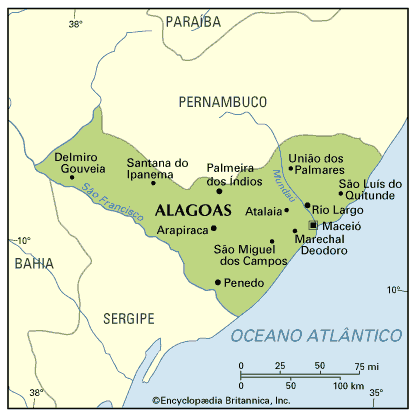 38°
36°
PARAÍBA
PERNAMBUCO
Delmiro
Gouveia
Santana do
Ipanema
Palmeira
dos Índios
União dos
Palmares
Mundaú
São Luís do
Quitunde
São Francisco
ALAGOAS
Atalaia
Rio Largo
Maceió
Arapiraca
Marechal
Deodoro
São Miguel
dos Campos
10°
BAHIA
Penedo
10°
SERGIPE
OCEANO ATLÂNTICO
0 25 50 75 mi
0 50 100 km
©Encyclopædia Britannica, Inc.
38°
35°